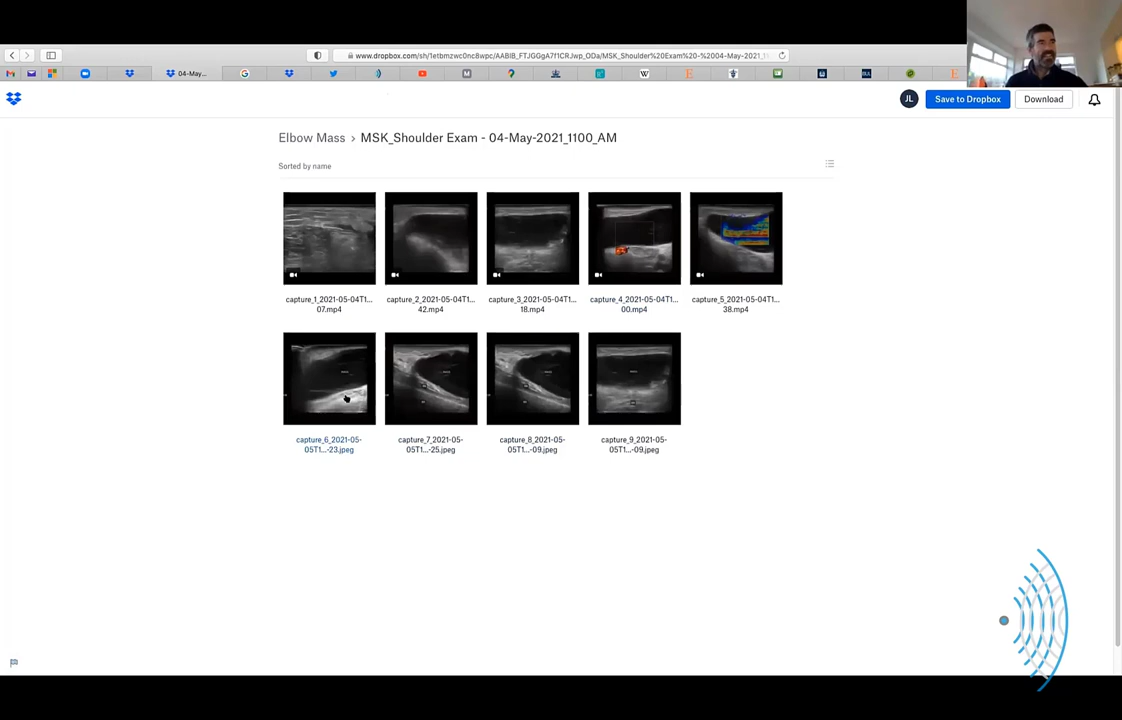 04-May...
www.dropbox.com/sh/1etbmzwc0nc8wpc/AABIB_FTJGGgA7f1CRJwp_ODa/MSK_Shoulder%20Exam%20-%2004-May-2021_1
JL
Save to Dropbox
Download
Elbow Mass › MSK_Shoulder Exam - 04-May-2021_1100_AM
Sorted by name
capture_1_2021-05-04T1...
07.mp4
capture_2_2021-05-04T1...
42.mp4
capture_3_2021-05-04T1...
18.mp4
capture_4_2021-05-04T1...
00.mp4
capture_5_2021-05-04T1...
38.mp4
capture_6_2021-05-
05T1...-23.jpeg
capture_7_2021-05-
05T1...-25.jpeg
capture_8_2021-05-
05T1...-09.jpeg
capture_9_2021-05-
05T1...-09.jpeg